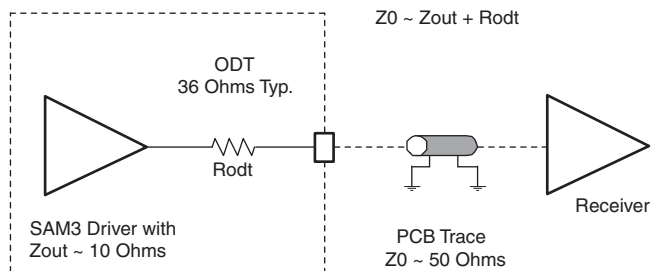 Z0 ~ Zout + Rodt
ODT
36 Ohms Typ.
Rodt
Receiver
SAM3 Driver with
Zout ~ 10 Ohms
PCB Trace
Z0 ~ 50 Ohms